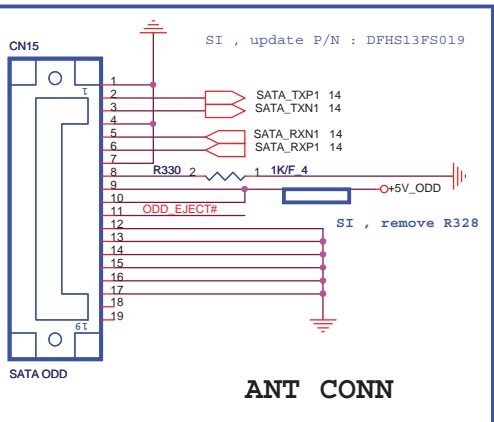 SI , update P/N : DFHS13FS019
CN15
1
1
2
SATA_TXP1 14
3
SATA_TXN1 14
4
5
SATA_RXN1 14
6
SATA_RXP1 14
7
8
R330 2 1 1K/F_4
9
+5V_ODD
10
11
ODD_EJECT#
SI , remove R328
12
13
14
15
16
17
18
19
19
SATA ODD
ANT CONN